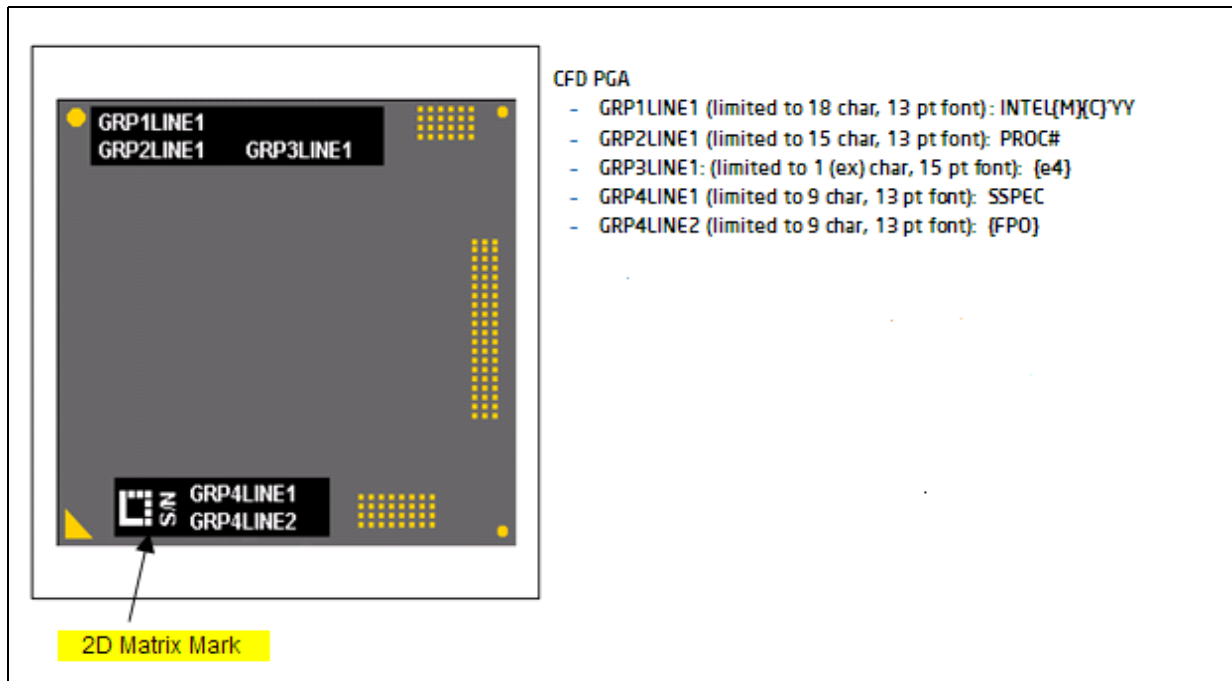 GRP1LINE1
GRP2LINE1 GRP3LINE1
S/N
GRP4LINE1
GRP4LINE2
2D Matrix Mark
CFD PGA
- GRP1LINE1 (limited to 18 char, 13 pt font): INTEL{M}{C}'YY
- GRP2LINE1 (limited to 15 char, 13 pt font): PROC#
- GRP3LINE1: (limited to 1 (ex) char, 15 pt font): {e4}
- GRP4LINE1 (limited to 9 char, 13 pt font): SSPEC
- GRP4LINE2 (limited to 9 char, 13 pt font): {FPO}